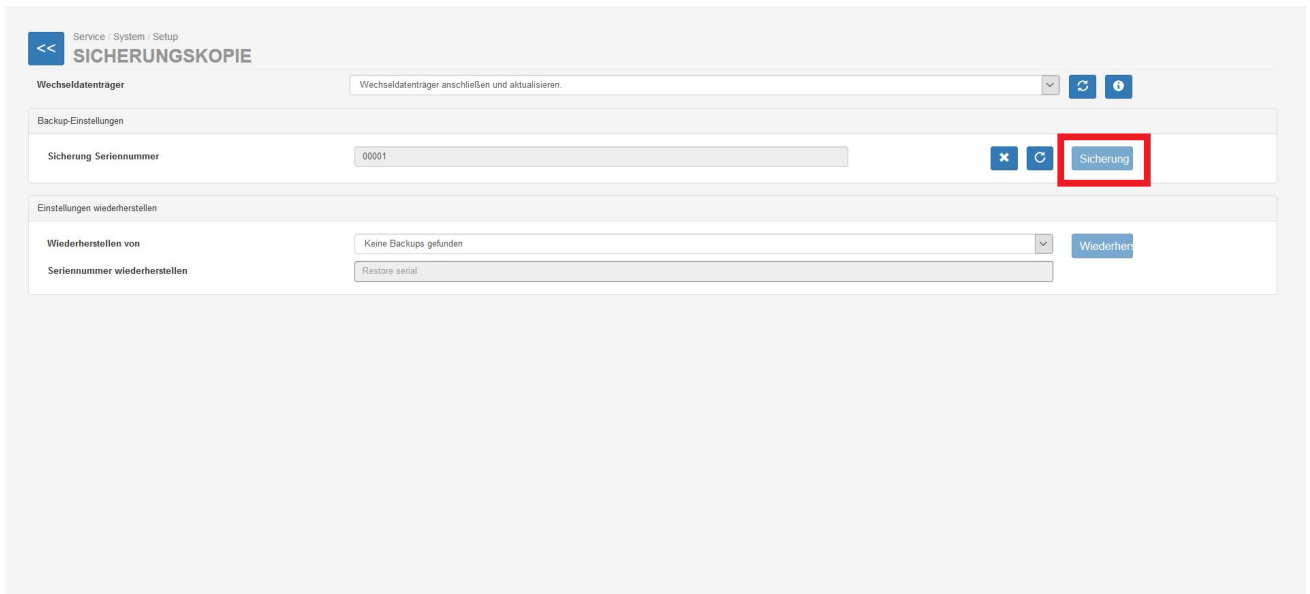 <<
Service / System / Setup
SICHERUNGSKOPIE
Wechseldatenträger
Wechseldatenträger anschließen und aktualisieren.
Backup-Einstellungen
Sicherung Seriennummer
00001
Sicherung
Einstellungen wiederherstellen
Wiederherstellen von
Keine Backups gefunden
Wiederhers
Seriennummer wiederherstellen
Restore serial